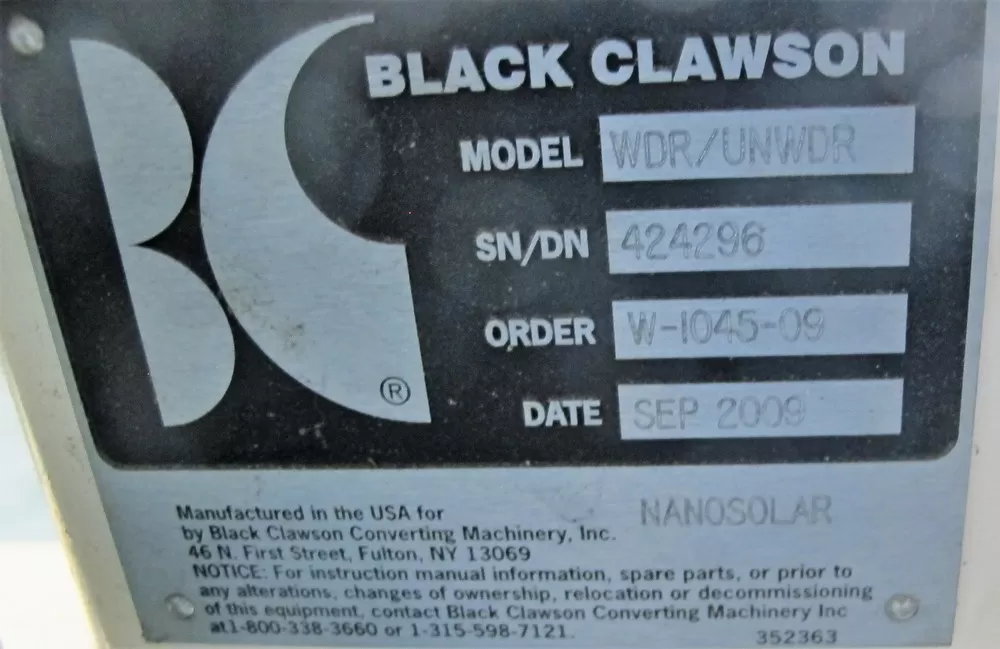 BC
BLACK CLAWSON
MODEL WDR/UNWDR
SN/DN 424296
ORDER W-1045-09
DATE SEP 2009
®
Manufactured in the USA for NANOSOLAR
by Black Clawson Converting Machinery, Inc.
46 N. First Street, Fulton, NY 13069
NOTICE: For instruction manual information, spare parts, or prior to
any alterations, changes of ownership, relocation or decommissioning
of this equipment, contact Black Clawson Converting Machinery Inc
at1-800-338-3660 or 1-315-598-7121.
352363